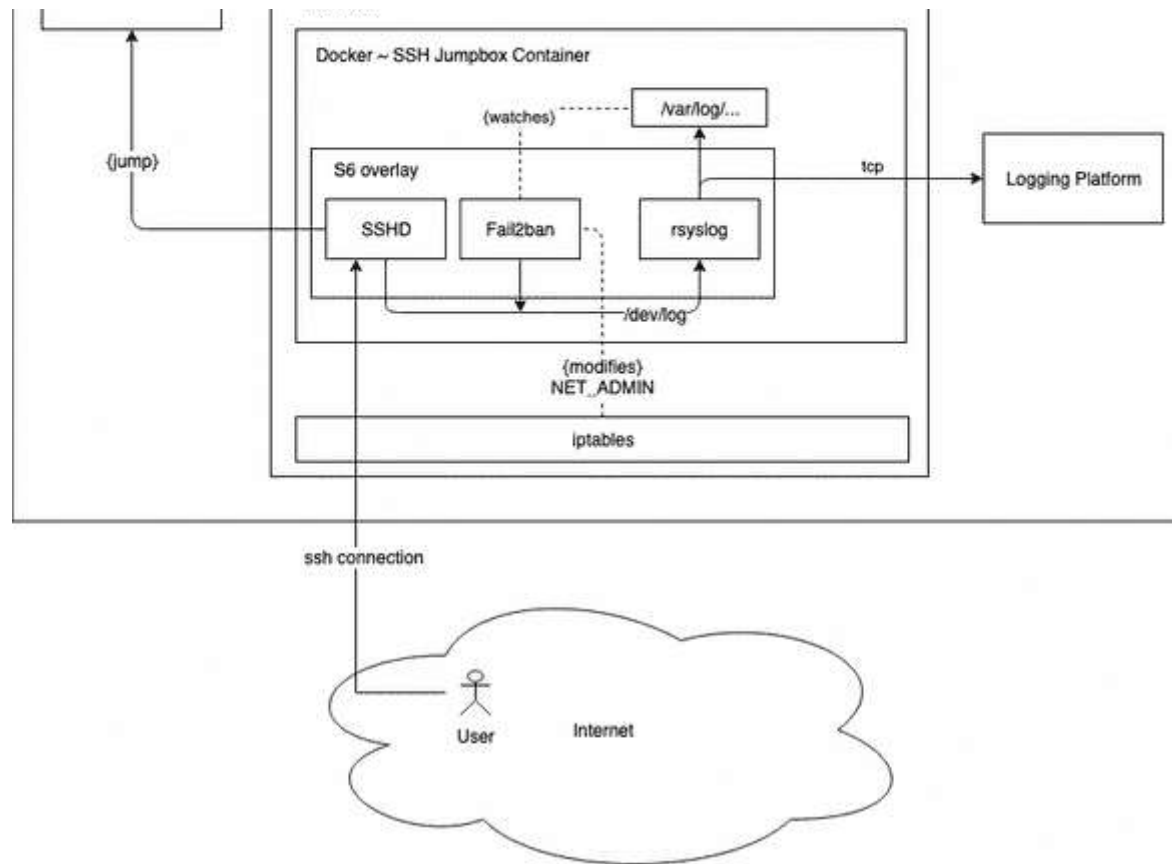 Docker ~ SSH Jumpbox Container
/var/log/...
{watches}
{jump}
S6 overlay
tcp
Logging Platform
SSHD
Fail2ban
rsyslog
/dev/log
{modifies}
NET_ADMIN
iptables
ssh connection
User
Internet